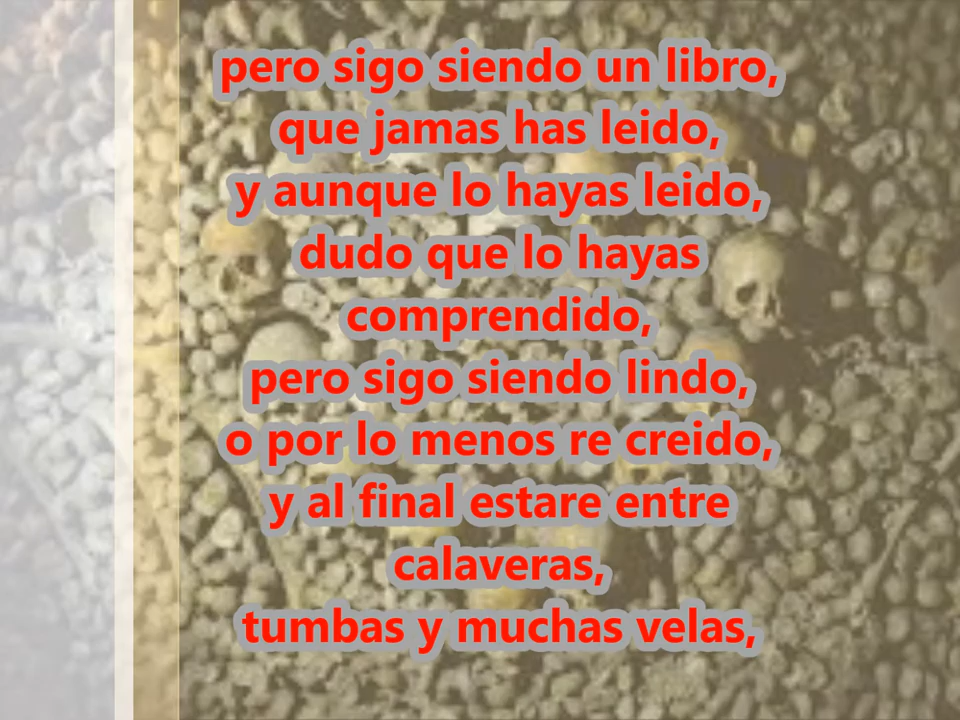 pero sigo siendo un libro,
que jamas has leido,
y aunque lo hayas leido,
dudo que lo hayas
comprendido,
pero sigo siendo lindo,
o por lo menos re creido,
y al final estare entre
calaveras,
tumbas y muchas velas,